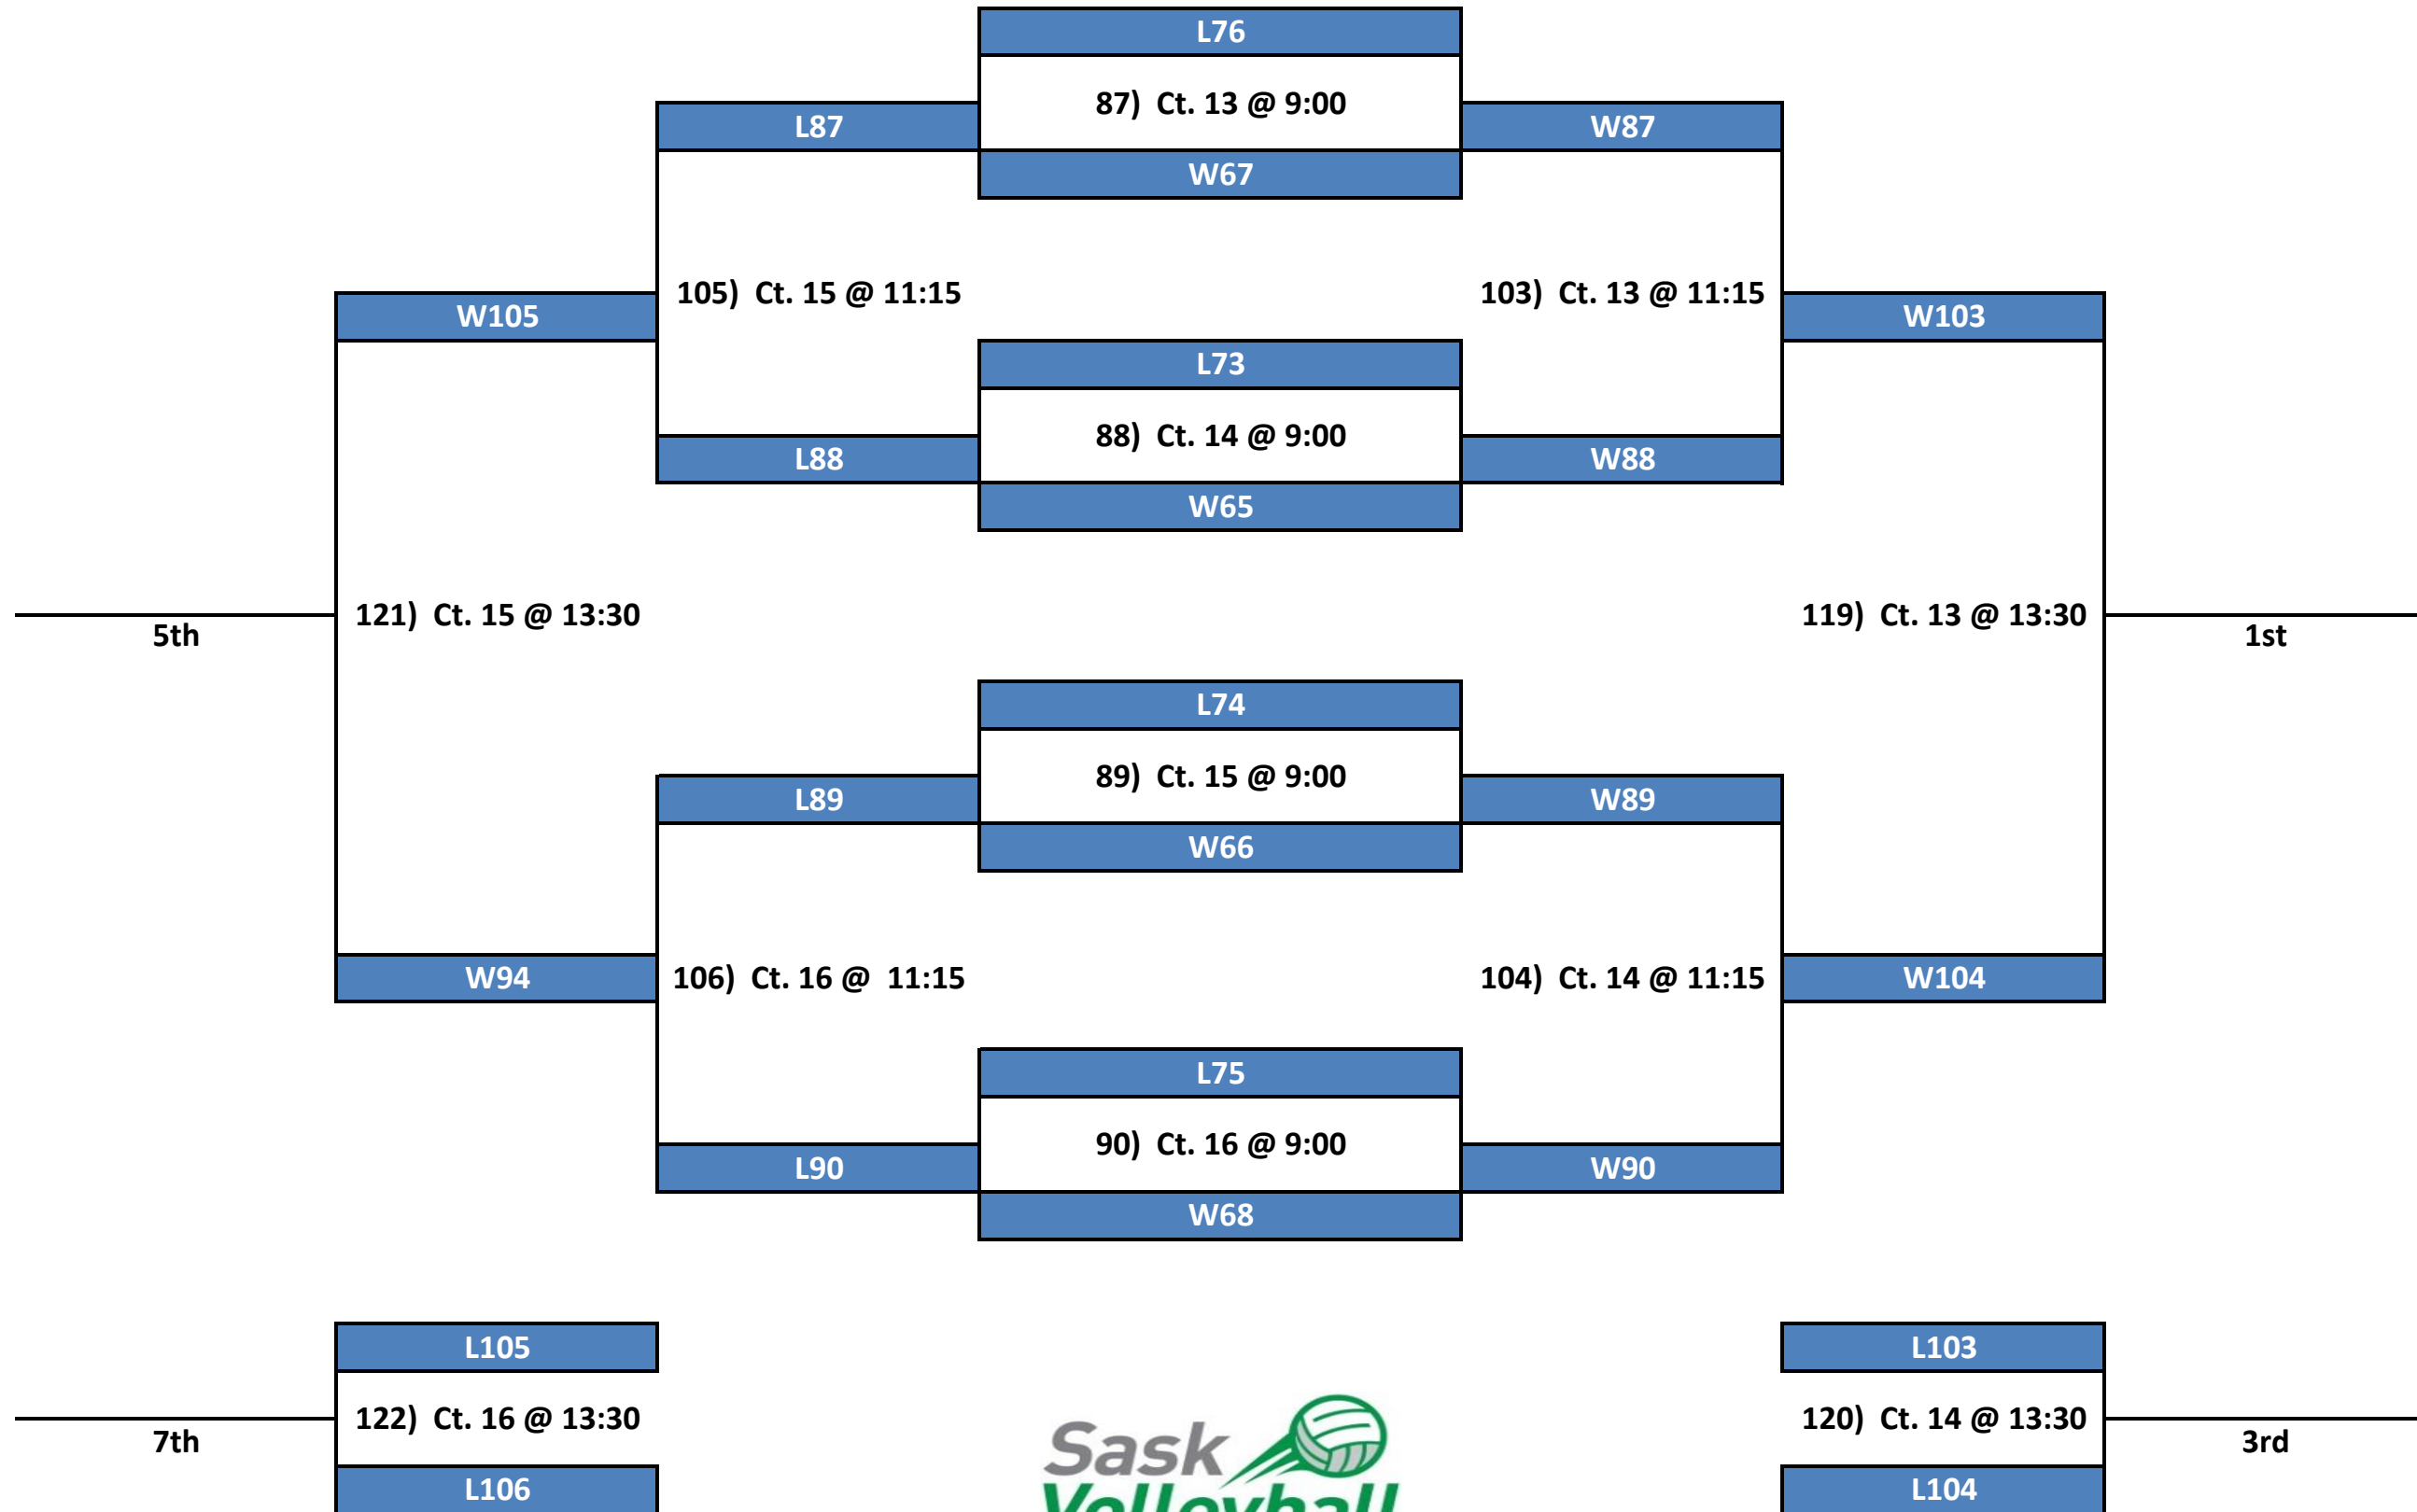 L76
87) Ct. 13 @ 9:00
L87
W87
W67
105) Ct. 15 @ 11:15
103) Ct. 13 @ 11:15
W105
W103
L73
88) Ct. 14 @ 9:00
L88
W88
W65
121) Ct. 15 @ 13:30
119) Ct. 13 @ 13:30
5th
1st
L74
89) Ct. 15 @ 9:00
L89
W89
W66
W94
106) Ct. 16 @  11:15
104) Ct. 14 @ 11:15
W104
L75
90) Ct. 16 @ 9:00
L90
W90
W68
L105
L103
122) Ct. 16 @ 13:30
120) Ct. 14 @ 13:30
7th
3rd
L106
L104
Sask
Volleyball